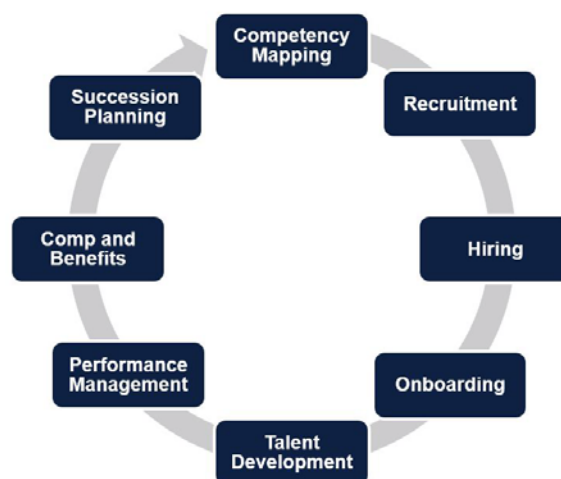 Competency
Mapping
Recruitment
Hiring
Onboarding
Talent
Development
Performance
Management
Comp and
Benefits
Succession
Planning